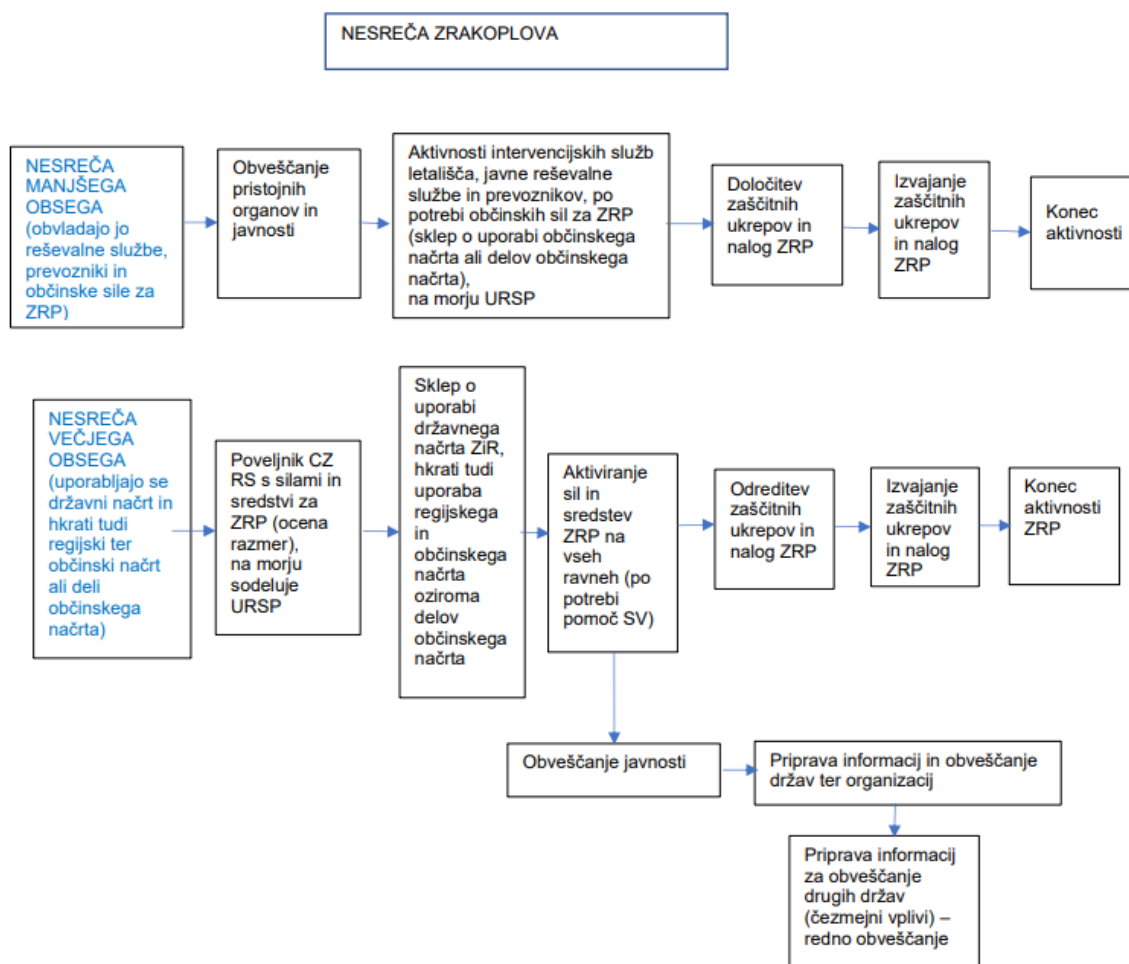 NESREČA ZRAKOPLOVA
NESREČA
MANJŠEGA
OBSEGA
(obvladajo jo
reševalne službe,
prevozniki in
občinske sile za
ZRP)
Obveščanje
pristojnih
organov in
javnosti
Aktivnosti intervencijskih služb
letališča, javne reševalne
službe in prevoznikov, po
potrebi občinskih sil za ZRP
(sklep o uporabi občinskega
načrta ali delov občinskega
načrta),
na morju URSP
Določitev
zaščitnih
ukrepov in
nalog ZRP
Izvajanje
zaščitnih
ukrepov
in nalog
ZRP
Konec
aktivnosti
NESREČA
VEČJEGA
OBSEGA
(uporabljajo se
državni načrt in
hkrati tudi
regijski ter
občinski načrt
ali deli
občinskega
načrta)
Poveljnik CZ
RS s silami in
sredstvi za
ZRP (ocena
razmer),
na morju
sodeluje
URSP
Sklep o
uporabi
državnega
načrta ZiR,
hkrati tudi
uporaba
regijskega
in
občinskega
načrta
oziroma
delov
občinskega
načrta
Aktiviranje
sil in
sredstev
ZRP na
vseh
ravneh (po
potrebi
pomoč SV)
Odreditev
zaščitnih
ukrepov in
nalog ZRP
Izvajanje
zaščitnih
ukrepov
in nalog
ZRP
Konec
aktivnosti
ZRP
Obveščanje javnosti
Priprava informacij in obveščanje
držav ter organizacij
Priprava informacij
za obveščanje
drugih držav
(čezmejni vplivi) –
redno obveščanje